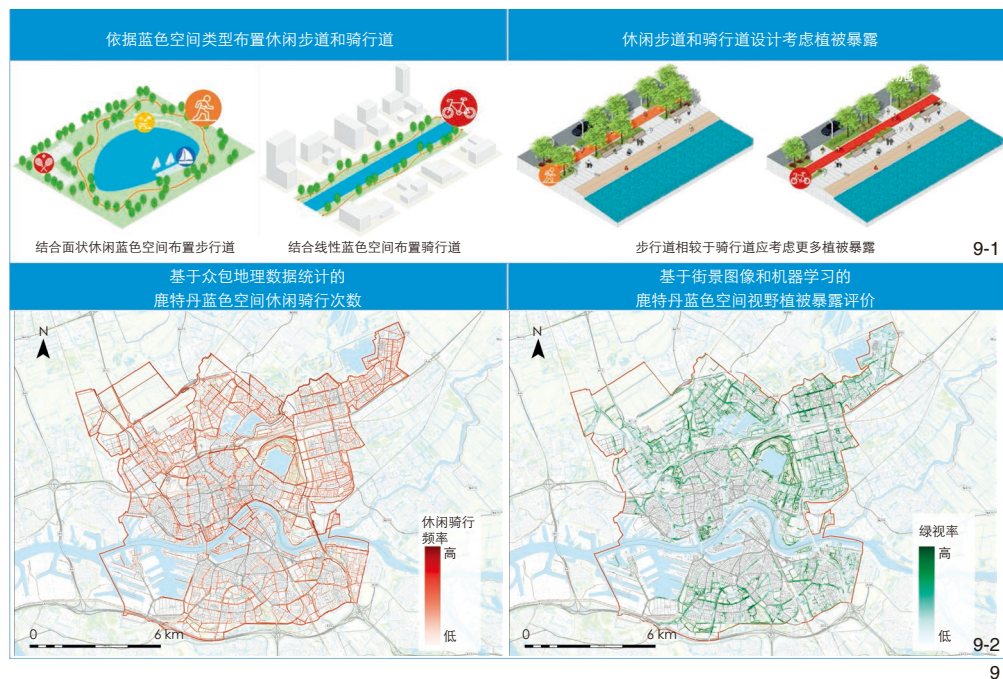 依据蓝色空间类型布置休闲步道和骑行道
休闲步道和骑行道设计考虑植被暴露
结合面状休闲蓝色空间布置步行道
结合线性蓝色空间布置骑行道
步行道相较于骑行道应考虑更多植被暴露
9-1
基于众包地理数据统计的
鹿特丹蓝色空间休闲骑行次数
基于街景图像和机器学习的
鹿特丹蓝色空间视野植被暴露评价
N
休闲骑行
频率
高
低
0 6 km
N
绿视率
高
低
0 6 km
9-2
9